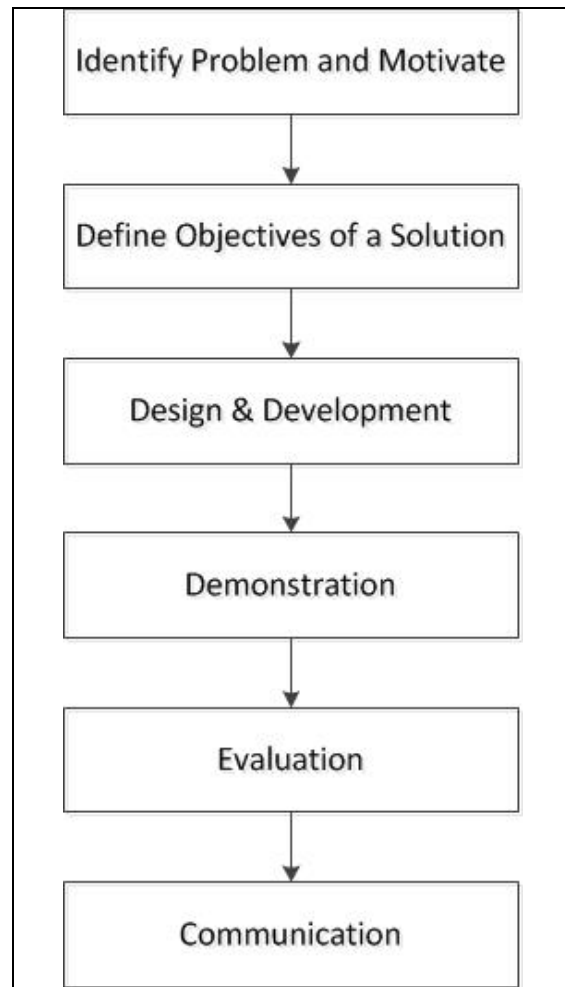 Identify Problem and Motivate
Define Objectives of a Solution
Design & Development
Demonstration
Evaluation
Communication